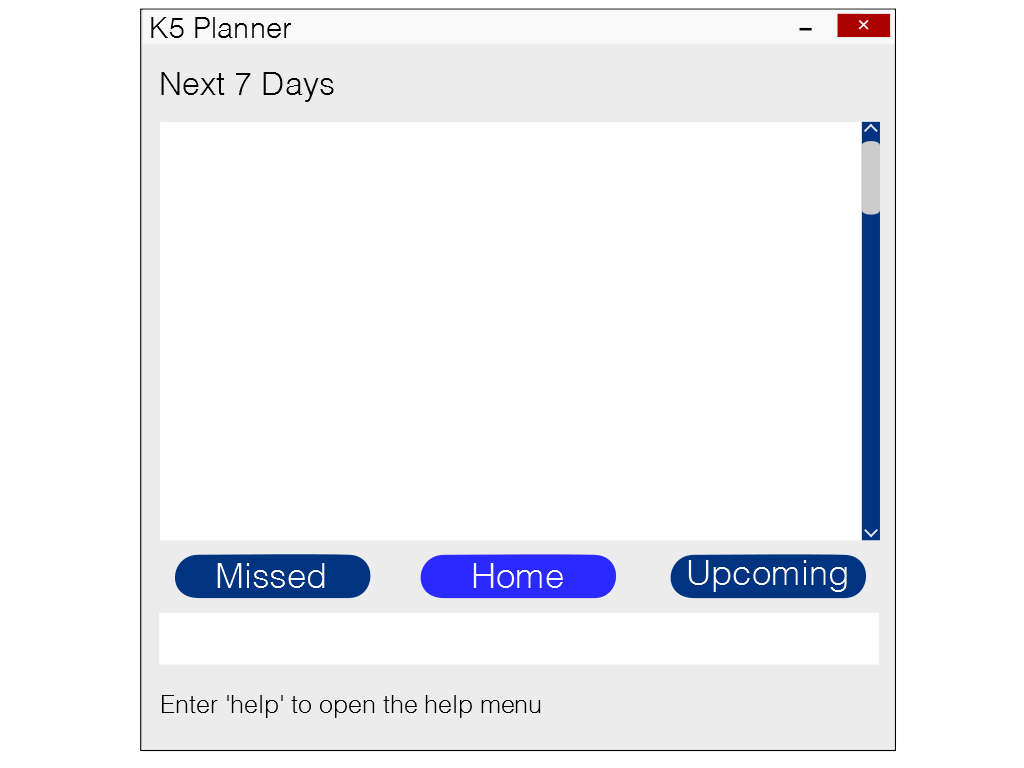 K5 Planner
Next 7 Days
Missed
Home
Upcoming
Enter 'help' to open the help menu